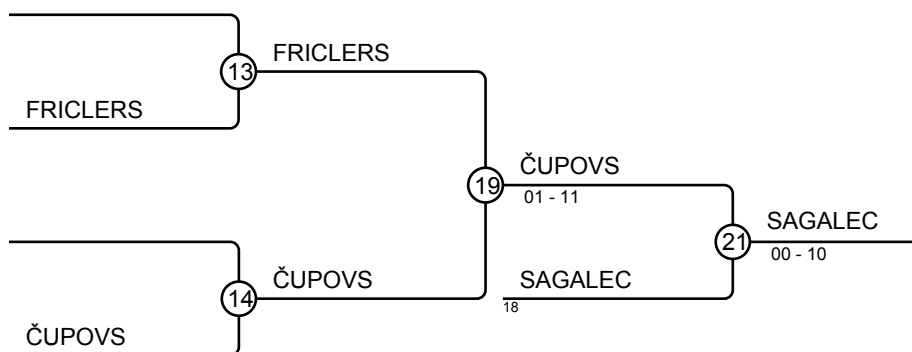 FRICLERS
13
FRICLERS
ČUPOVS
19
01 - 11
SAGALEC
21
00 - 10
ČUPOVS
14
SAGALEC
18
ČUPOVS